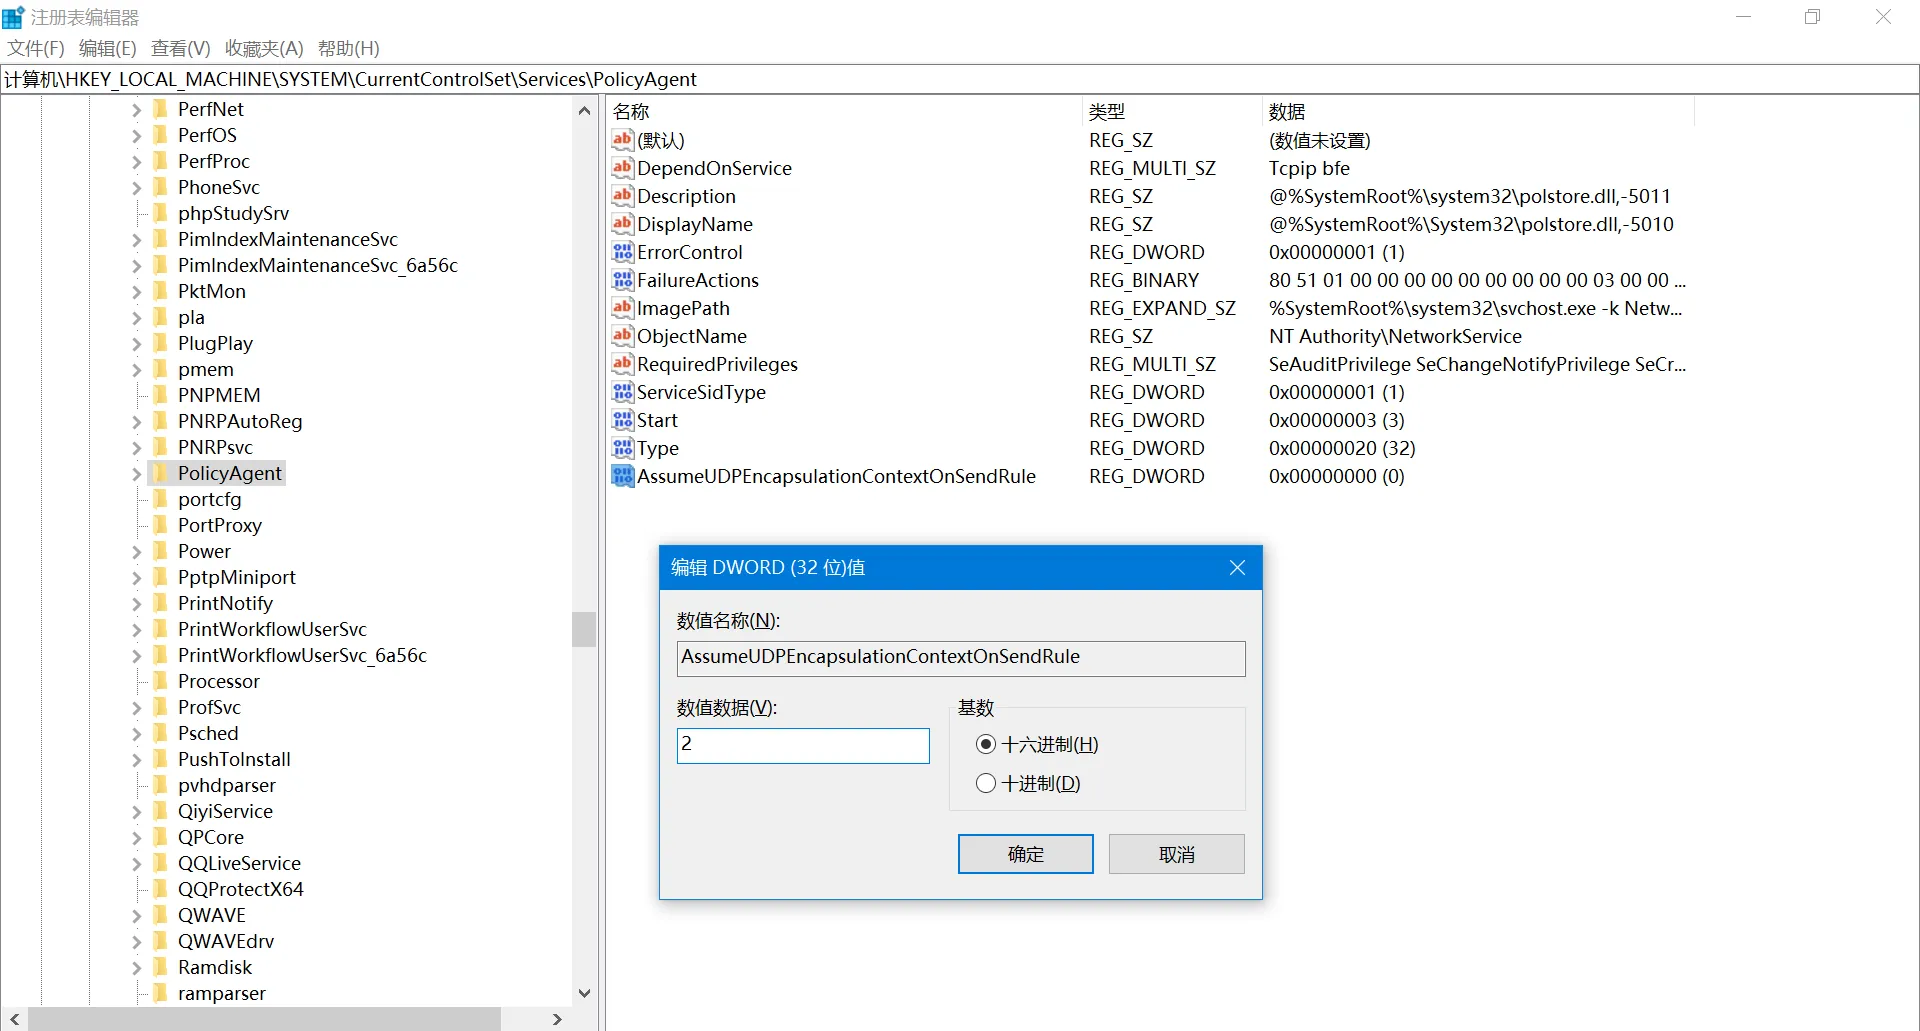 注册表编辑器
文件(F) 编辑(E) 查看(V) 收藏夹(A) 帮助(H)
计算机\HKEY_LOCAL_MACHINE\SYSTEM\CurrentControlSet\Services\PolicyAgent
PerfNet
PerfOS
PerfProc
PhoneSvc
phpStudySrv
PimIndexMaintenanceSvc
PimIndexMaintenanceSvc_6a56c
PktMon
pla
PlugPlay
pmem
PNPMEM
PNRPAutoReg
PNRPsvc
PolicyAgent
portcfg
PortProxy
Power
PptpMiniport
PrintNotify
PrintWorkflowUserSvc
PrintWorkflowUserSvc_6a56c
Processor
ProfSvc
Psched
PushToInstall
pvhdparser
QiyiService
QPCore
QQLiveService
QQProtectX64
QWAVE
QWAVEdrv
Ramdisk
ramparser
名称 类型 数据
(默认) REG_SZ (数值未设置)
DependOnService REG_MULTI_SZ Tcpip bfe
Description REG_SZ @%SystemRoot%\system32\polstore.dll,-5011
DisplayName REG_SZ @%SystemRoot%\System32\polstore.dll,-5010
ErrorControl REG_DWORD 0x00000001 (1)
FailureActions REG_BINARY 80 51 01 00 00 00 00 00 00 00 00 00 03 00 00 ...
ImagePath REG_EXPAND_SZ %SystemRoot%\system32\svchost.exe -k Netw...
ObjectName REG_SZ NT Authority\NetworkService
RequiredPrivileges REG_MULTI_SZ SeAuditPrivilege SeChangeNotifyPrivilege SeCr...
ServiceSidType REG_DWORD 0x00000001 (1)
Start REG_DWORD 0x00000003 (3)
Type REG_DWORD 0x00000020 (32)
AssumeUDPEncapsulationContextOnSendRule REG_DWORD 0x00000000 (0)
编辑 DWORD (32 位)值
数值名称(N):
AssumeUDPEncapsulationContextOnSendRule
数值数据(V):
2
基数
十六进制(H)
十进制(D)
确定 取消